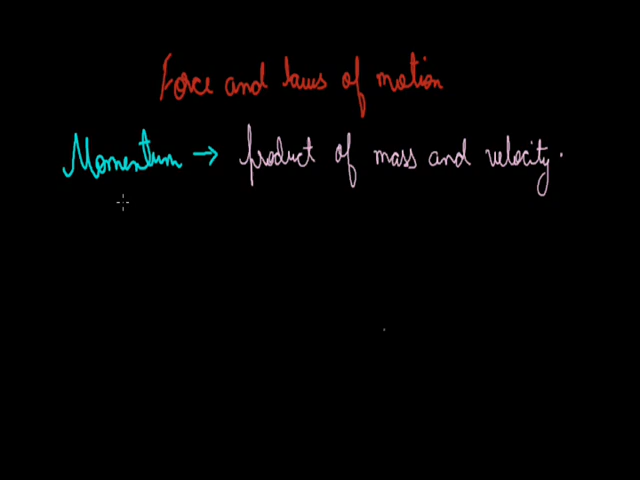 Force and laws of motion
Momentum → product of mass and velocity.